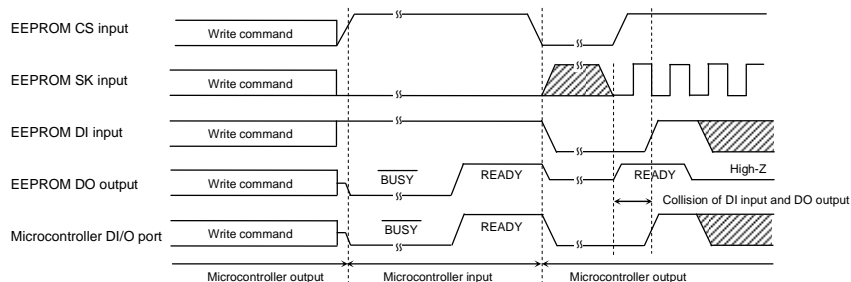 EEPROM CS input
Write command
EEPROM SK input
Write command
EEPROM DI input
Write command
EEPROM DO output
Write command
BUSY
READY
READY
High-Z
Collision of DI input and DO output
Microcontroller DI/O port
Write command
BUSY
READY
Microcontroller output
Microcontroller input
Microcontroller output